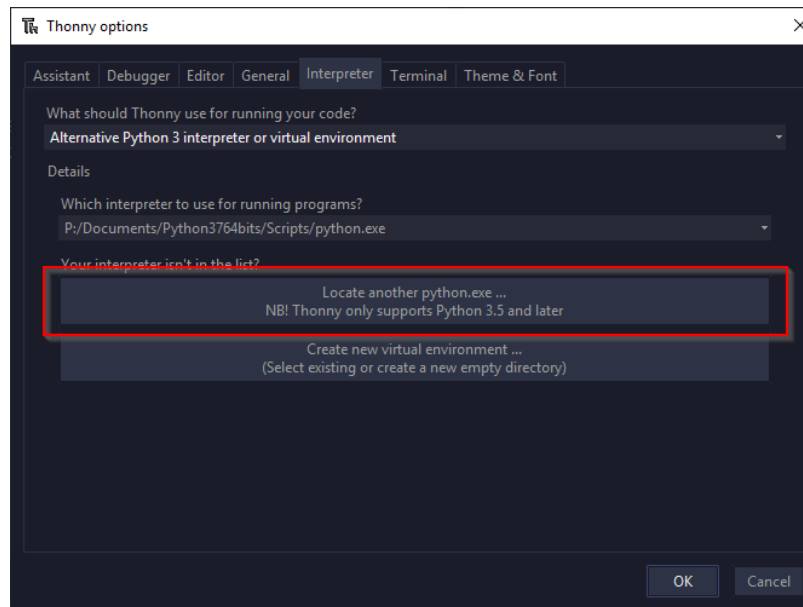 Thonny options
Assistant Debugger Editor General Interpreter Terminal Theme & Font
What should Thonny use for running your code?
Alternative Python 3 interpreter or virtual environment
Details
Which interpreter to use for running programs?
P:/Documents/Python3764bits/Scripts/python.exe
Your interpreter isn't in the list?
Locate another python.exe ...
NB! Thonny only supports Python 3.5 and later
Create new virtual environment ...
(Select existing or create a new empty directory)
OK Cancel